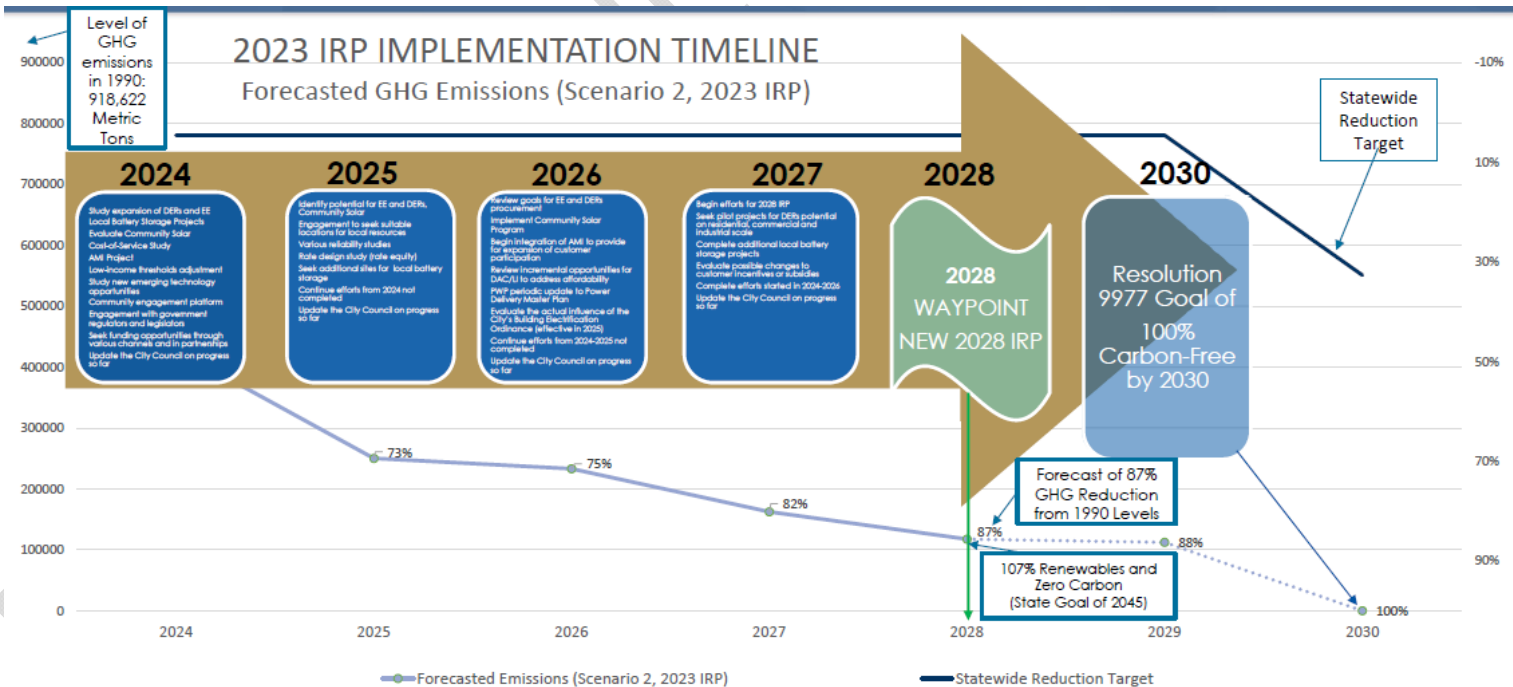 Level of
GHG
emissions
in 1990:
918,622
Metric
Tons
2023 IRP IMPLEMENTATION TIMELINE
Forecasted GHG Emissions (Scenario 2, 2023 IRP)
Statewide
Reduction
Target
900000
800000
700000
600000
500000
400000
300000
200000
100000
0
-10%
10%
30%
50%
70%
90%
2024
Study expansion of DERs and EE
Local Battery Storage Projects
Evaluate Community Solar
Cost-of-Service Study
AMI Project
Low-income thresholds adjustment
Study new emerging technology
opportunities
Community engagement platform
Engagement with government
regulators and legislators
Seek funding opportunities through
various channels and in partnerships
Update the City Council on progress
so far
2025
Identify potential for EE and DERs,
Community Solar
Engagement to seek suitable
locations for local resources
Various reliability studies
Rate design study (rate equity)
Seek additional sites for local battery
storage
Continue efforts from 2024 not
completed
Update the City Council on progress
so far
2026
Review goals for EE and DERs
procurement
Implement Community Solar
Program
Begin integration of AMI to provide
for expansion of customer
participation
Review incremental opportunities for
DAC/LI to address affordability
PWP periodic update to Power
Delivery Master Plan
Evaluate the actual influence of the
City's Building Electrification
Ordinance (effective in 2025)
Continue efforts from 2024-2025 not
completed
Update the City Council on progress
so far
2027
Begin efforts for 2028 IRP
Seek pilot projects for DERs potential
on residential, commercial and
industrial scale
Complete additional local battery
storage projects
Evaluate possible changes to
customer incentives or subsidies
Complete efforts started in 2024-2026
Update the City Council on progress
so far
2028
2028
WAYPOINT
NEW 2028 IRP
2030
Resolution
9977 Goal of
100%
Carbon-Free
by 2030
73%
75%
82%
87%
88%
100%
Forecast of 87%
GHG Reduction
from 1990 Levels
107% Renewables and
Zero Carbon
(State Goal of 2045)
2024
2025
2026
2027
2028
2029
2030
Forecasted Emissions (Scenario 2, 2023 IRP)
Statewide Reduction Target